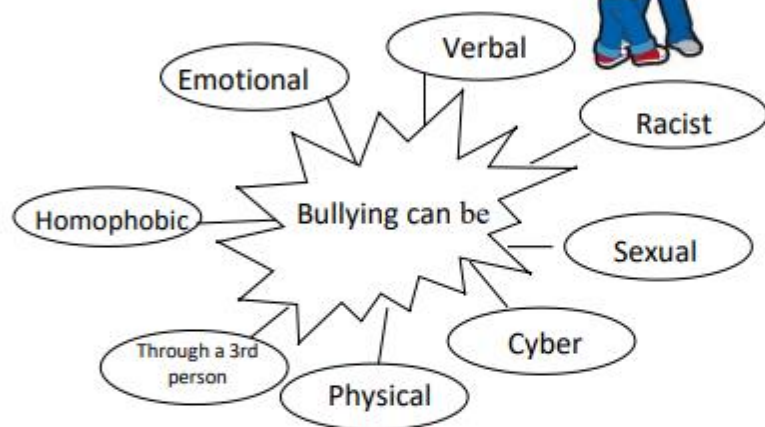 Verbal
Emotional
Racist
Homophobic
Bullying can be
Sexual
Cyber
Through a 3rd
person
Physical